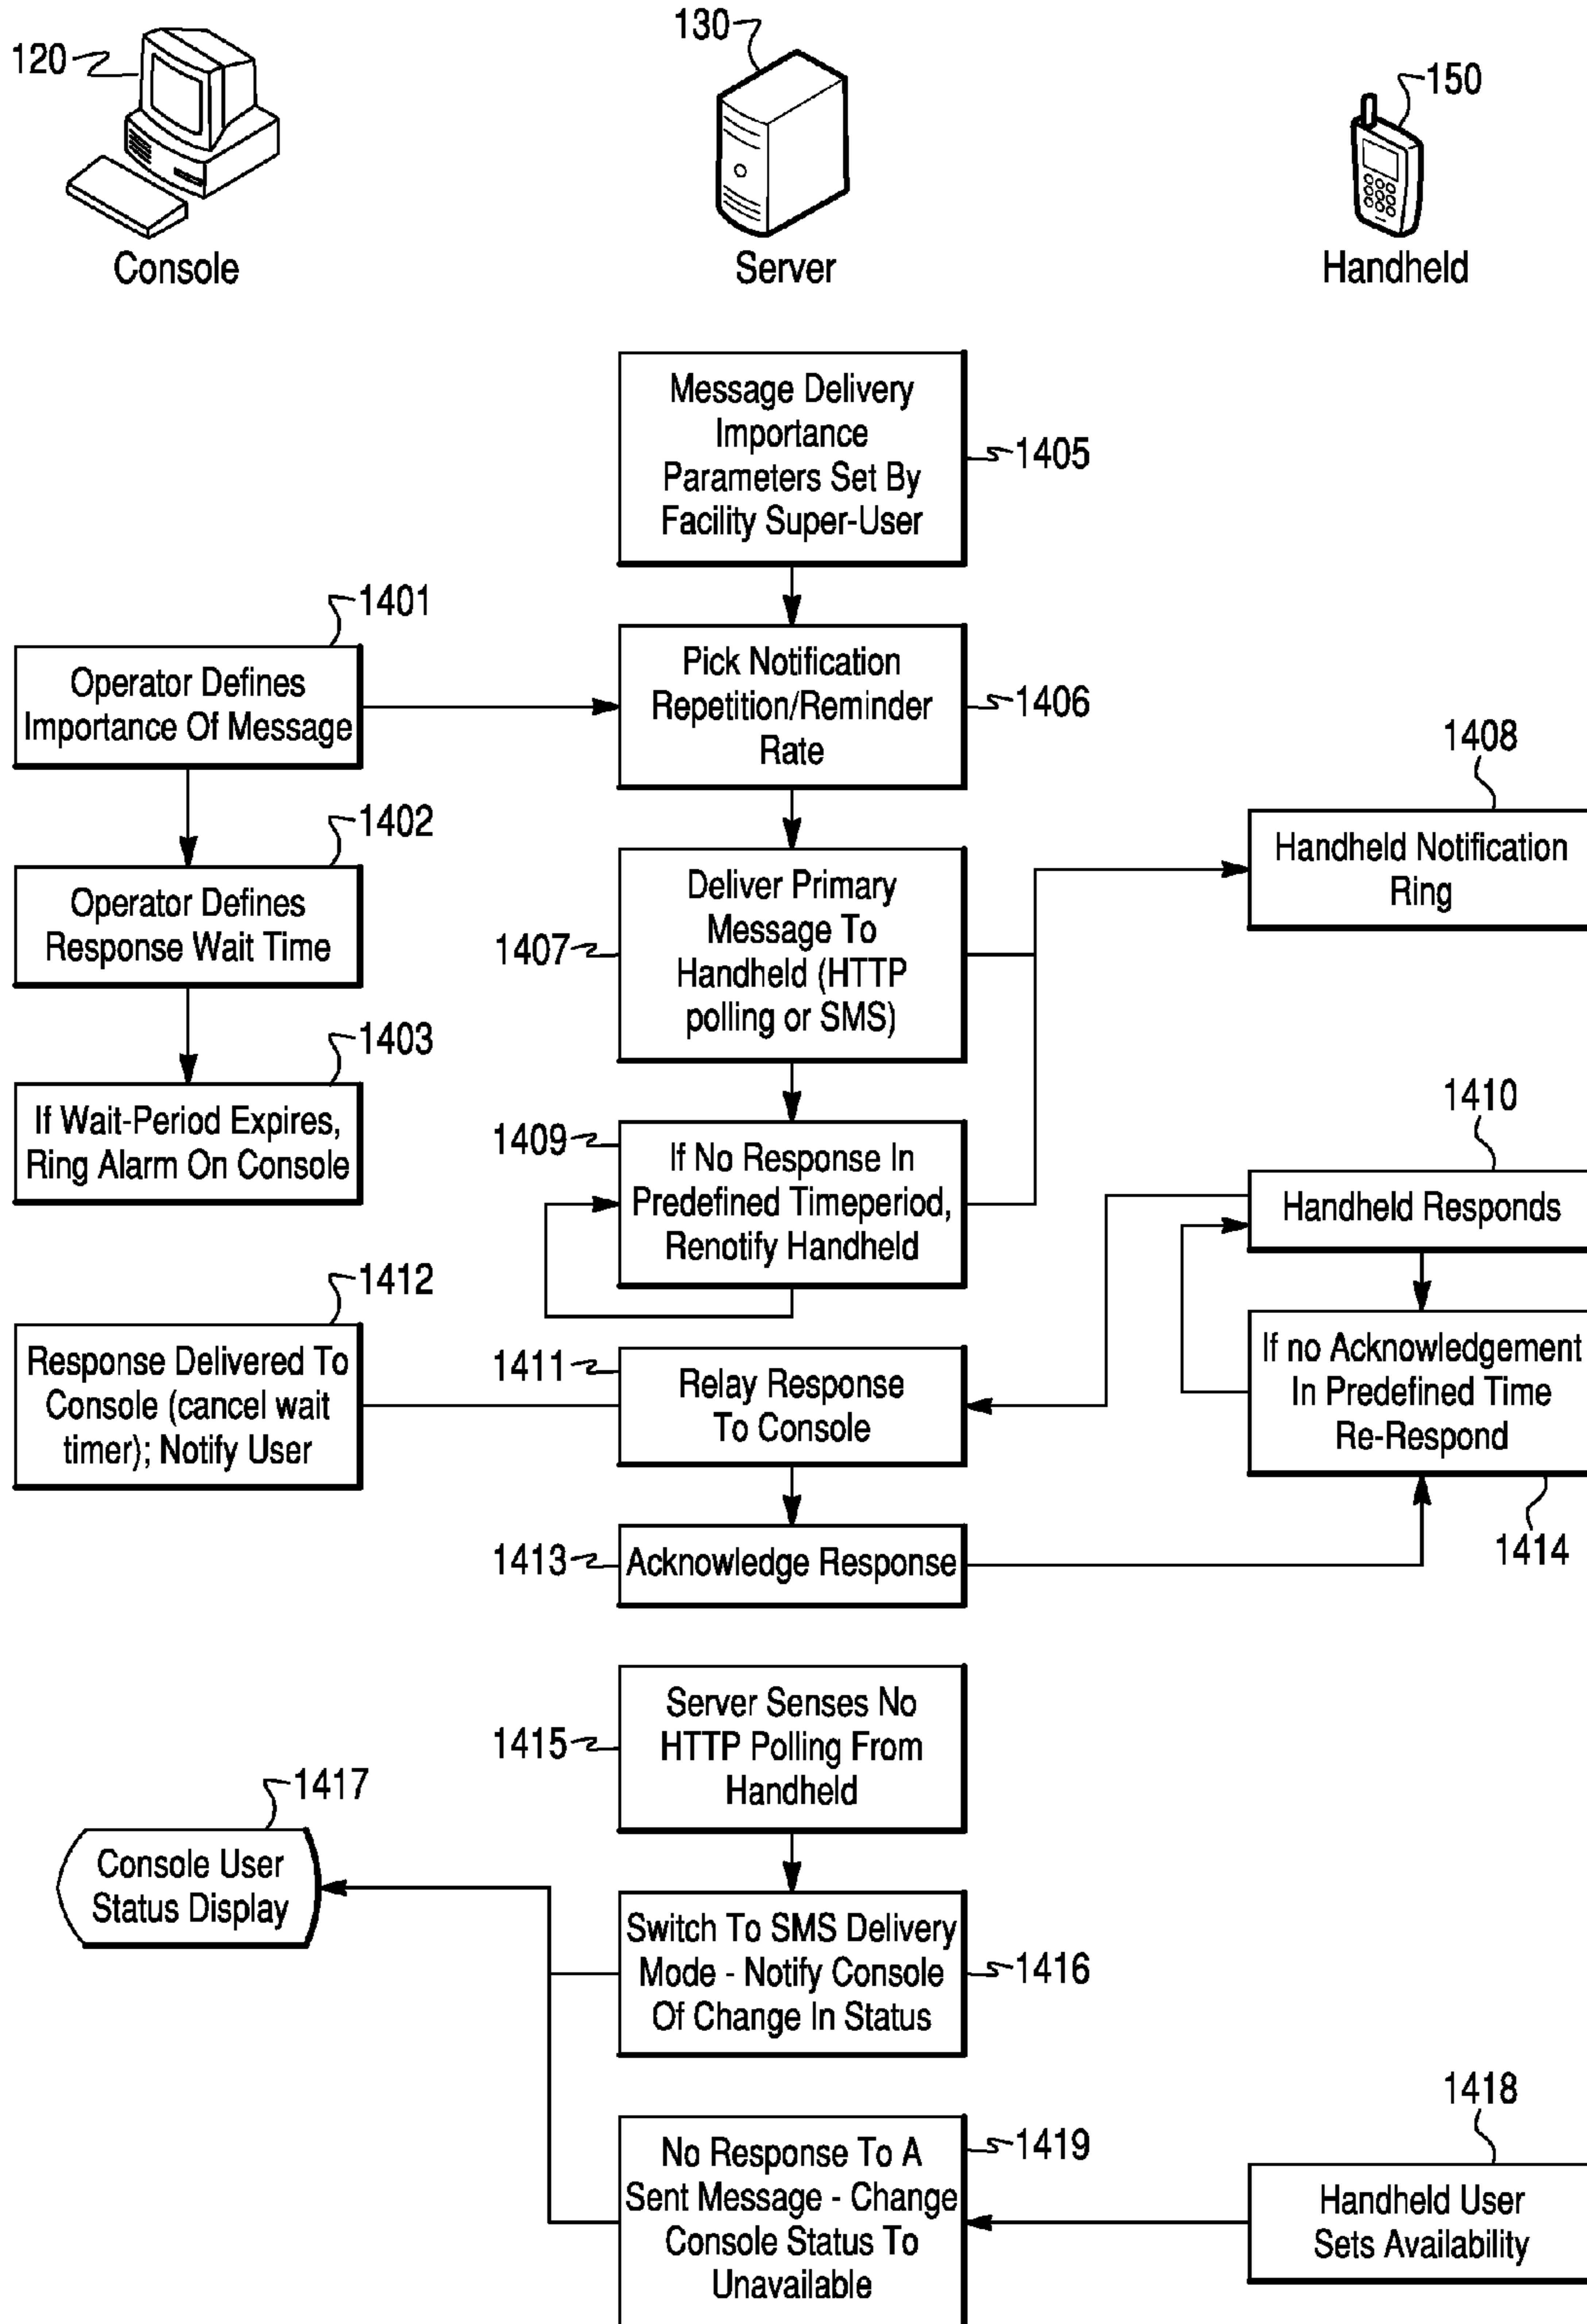 120
130
150
Console
Server
Handheld
Message Delivery
Importance
Parameters Set By
Facility Super-User
1405
1401
Operator Defines
Importance Of Message
Pick Notification
Repetition/Reminder
Rate
1406
1402
Operator Defines
Response Wait Time
1407
Deliver Primary
Message To
Handheld (HTTP
polling or SMS)
1408
Handheld Notification
Ring
1403
If Wait-Period Expires,
Ring Alarm On Console
1409
If No Response In
Predefined Timeperiod,
Renotify Handheld
1410
Handheld Responds
1412
Response Delivered To
Console (cancel wait
timer); Notify User
1411
Relay Response
To Console
If no Acknowledgement
In Predefined Time
Re-Respond
1414
1413
Acknowledge Response
1415
Server Senses No
HTTP Polling From
Handheld
1417
Console User
Status Display
Switch To SMS Delivery
Mode - Notify Console
Of Change In Status
1416
No Response To A
Sent Message - Change
Console Status To
Unavailable
1419
1418
Handheld User
Sets Availability